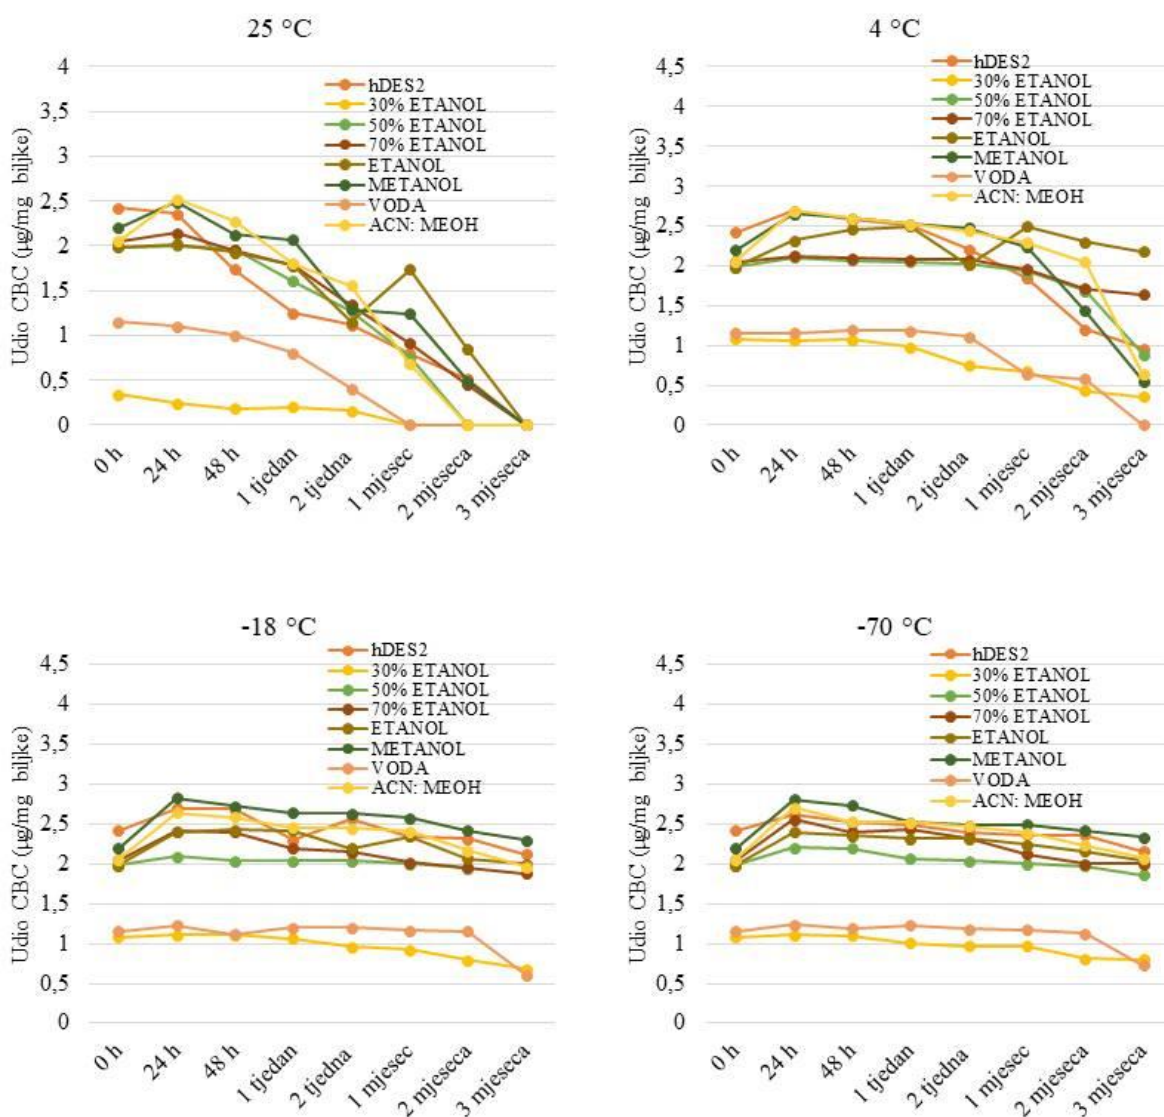 25 °C
Udio CBC (µg/mg biljke)
4
3,5
3
2,5
2
1,5
1
0,5
0
hDES2
30% ETANOL
50% ETANOL
70% ETANOL
ETANOL
METANOL
VODA
ACN: MEOH
0 h
24 h
48 h
1 tjedan
2 tjedna
1 mjesec
2 mjeseca
3 mjeseca
4 °C
Udio CBC (µg/mg biljke)
4,5
4
3,5
3
2,5
2
1,5
1
0,5
0
hDES2
30% ETANOL
50% ETANOL
70% ETANOL
ETANOL
METANOL
VODA
ACN: MEOH
0 h
24 h
48 h
1 tjedan
2 tjedna
1 mjesec
2 mjeseca
3 mjeseca
-18 °C
Udio CBC (µg/mg biljke)
4,5
4
3,5
3
2,5
2
1,5
1
0,5
0
hDES2
30% ETANOL
50% ETANOL
70% ETANOL
ETANOL
METANOL
VODA
ACN: MEOH
0 h
24 h
48 h
1 tjedan
2 tjedna
1 mjesec
2 mjeseca
3 mjeseca
-70 °C
Udio CBC (µg/mg biljke)
4,5
4
3,5
3
2,5
2
1,5
1
0,5
0
hDES2
30% ETANOL
50% ETANOL
70% ETANOL
ETANOL
METANOL
VODA
ACN: MEOH
0 h
24 h
48 h
1 tjedan
2 tjedna
1 mjesec
2 mjeseca
3 mjeseca